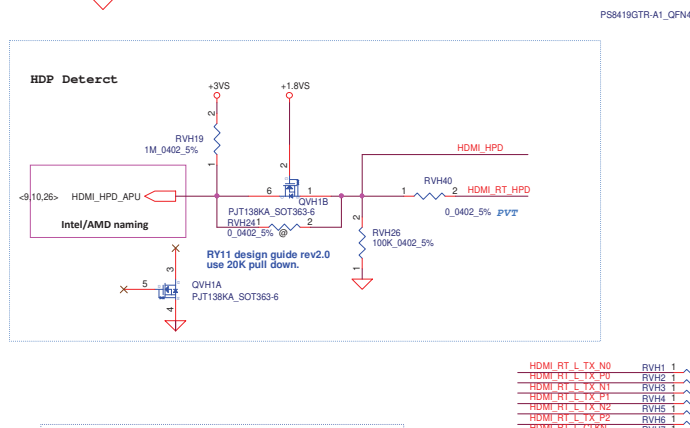 PS8419GTR-A1_QFN4
HDP Deterct
+3VS
+1.8VS
2
RVH19
1M_0402_5%
1
2
HDMI_HPD
<9,10,26>
HDMI_HPD_APU
6
1
QVH1B
PJT138KA_SOT363-6
RVH40
1
2
HDMI_RT_HPD
0_0402_5%
PVT
Intel/AMD naming
RVH24
1
2
0_0402_5%
@
2
RVH26
100K_0402_5%
1
RY11 design guide rev2.0
use 20K pull down.
3
5
QVH1A
PJT138KA_SOT363-6
4
HDMI_RT_L_TX_N0 RVH1 1
HDMI_RT_L_TX_P0 RVH2 1
HDMI_RT_L_TX_N1 RVH3 1
HDMI_RT_L_TX_P1 RVH4 1
HDMI_RT_L_TX_N2 RVH5 1
HDMI_RT_L_TX_P2 RVH6 1